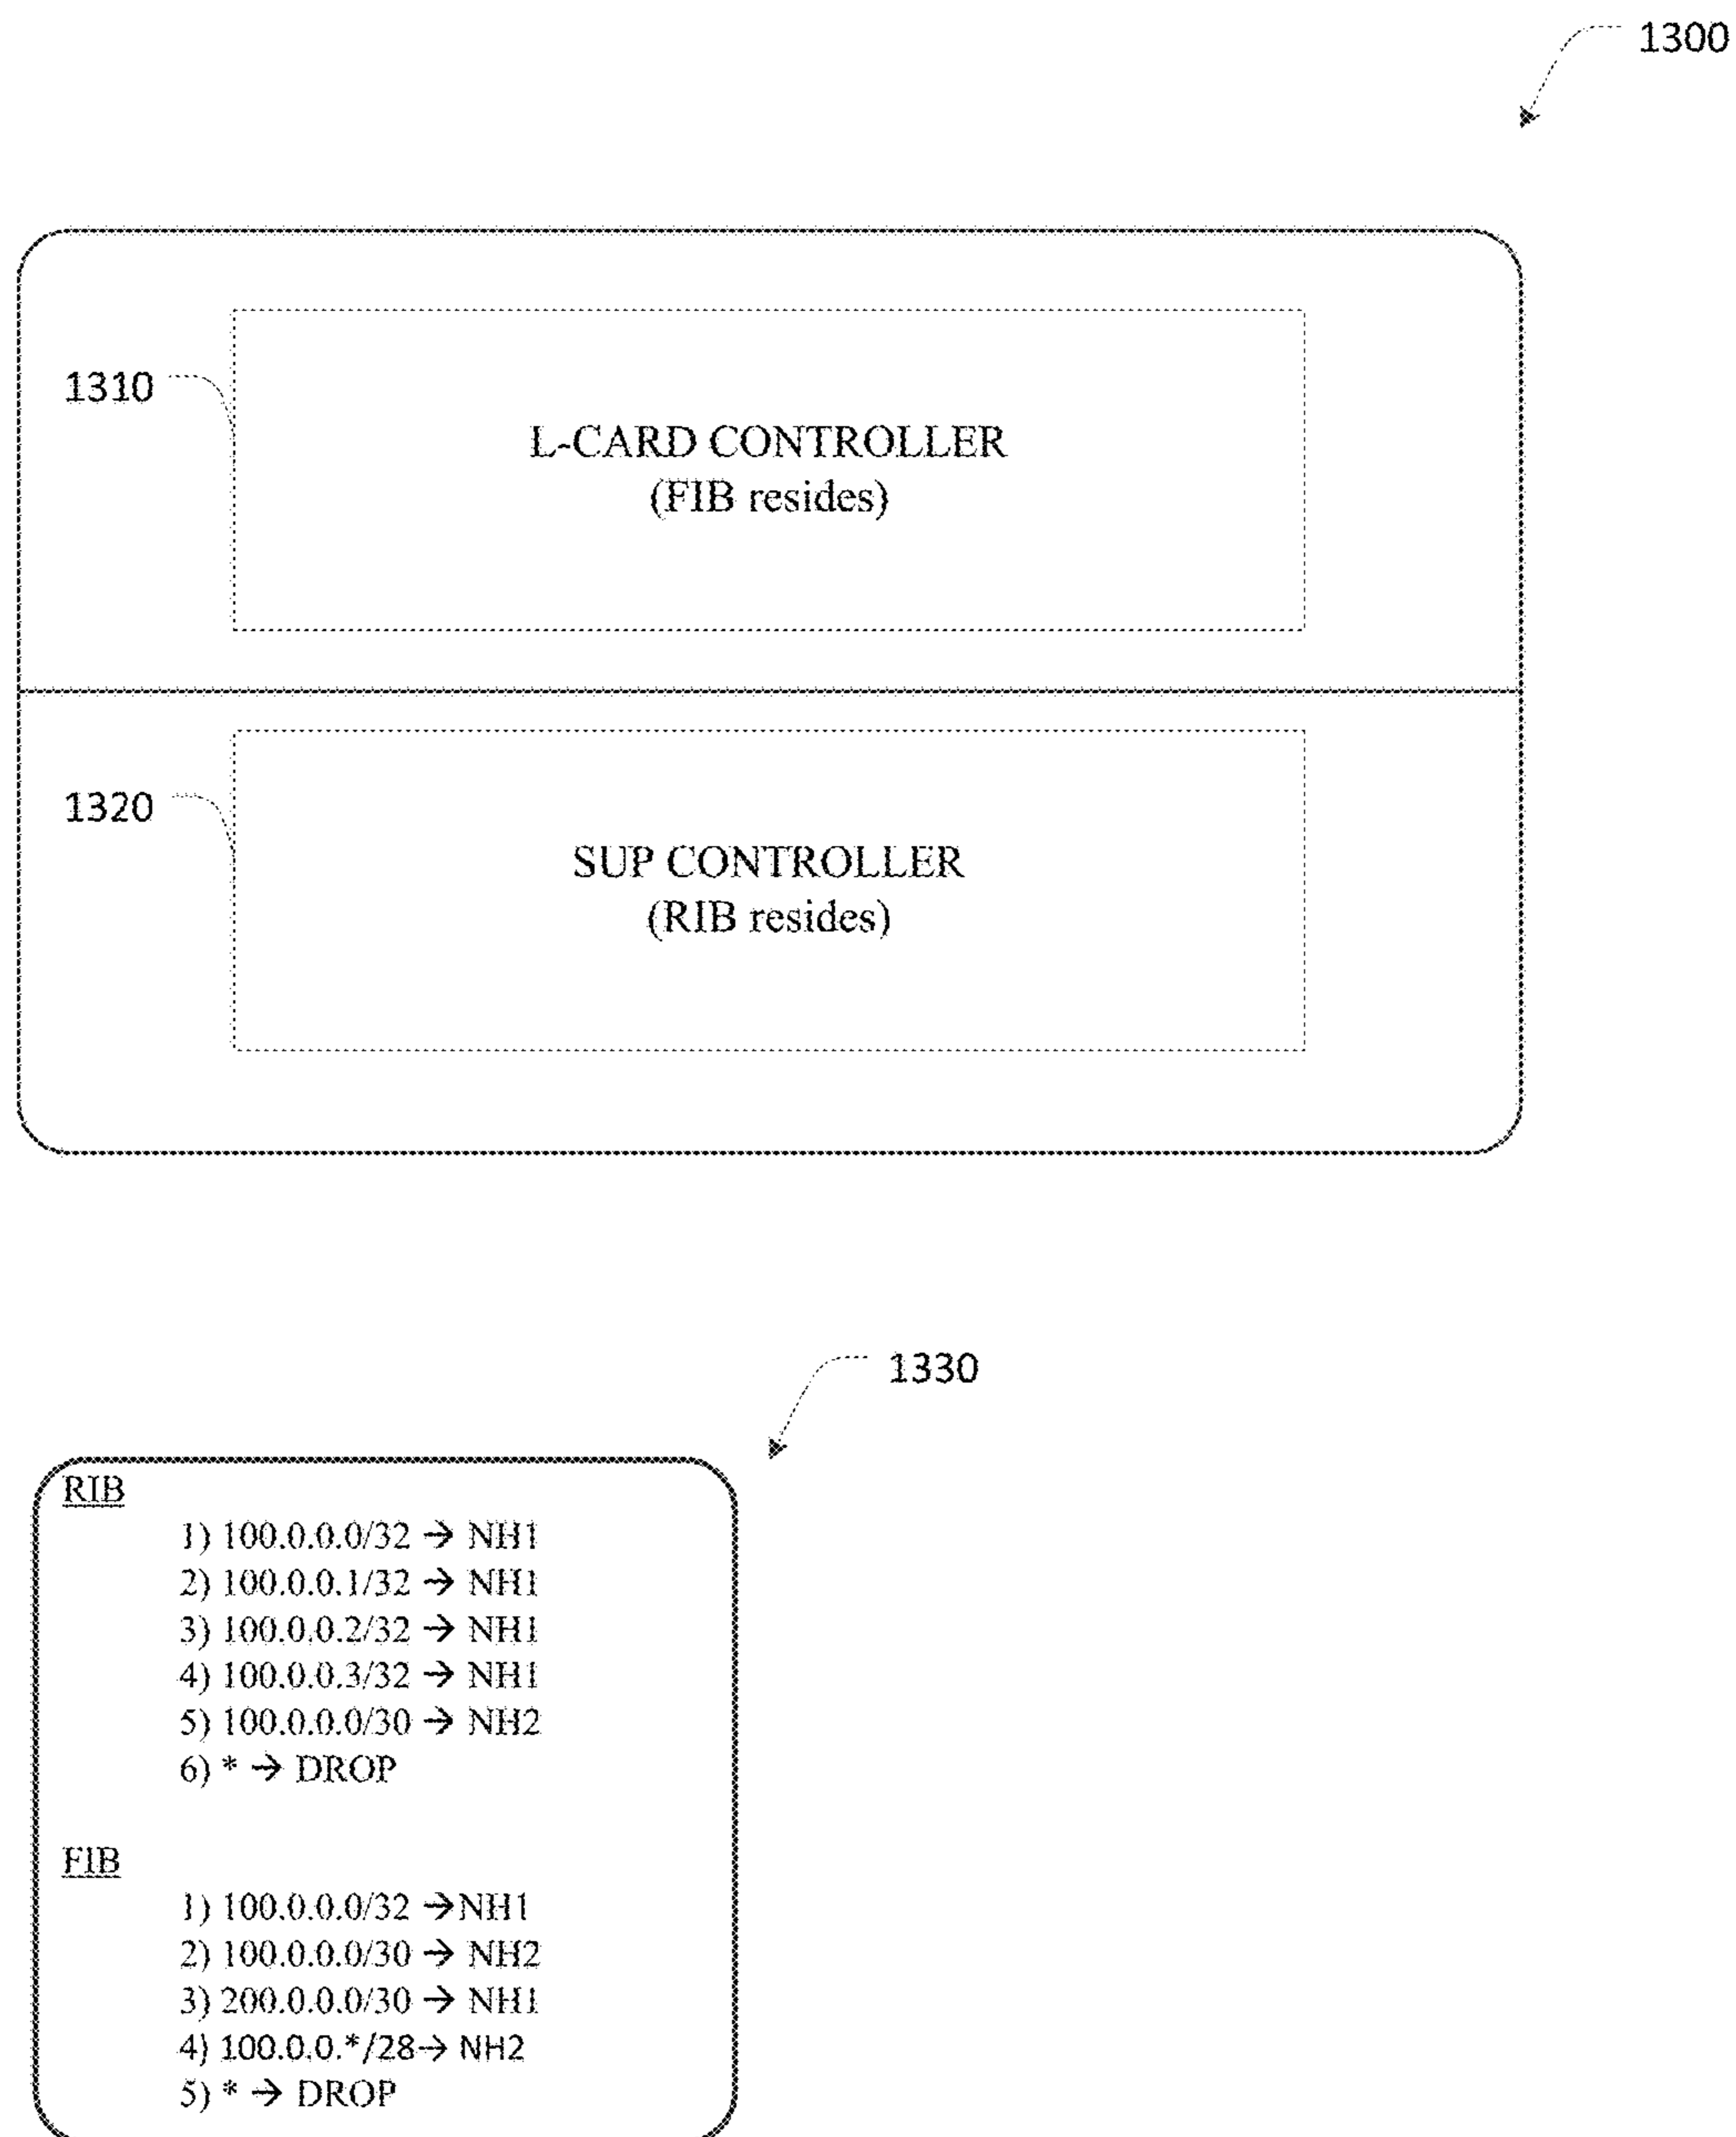 1300
1310
L-CARD CONTROLLER
(FIB resides)
1320
SUP CONTROLLER
(RIB resides)
1330
RIB
1) 100.0.0.0/32 → NH1
2) 100.0.0.1/32 → NH1
3) 100.0.0.2/32 → NH1
4) 100.0.0.3/32 → NH1
5) 100.0.0.0/30 → NH2
6) * → DROP
FIB
1) 100.0.0.0/32 →NH1
2) 100.0.0.0/30 → NH2
3) 200.0.0.0/30 → NH1
4) 100.0.0.*/28→ NH2
5) * → DROP